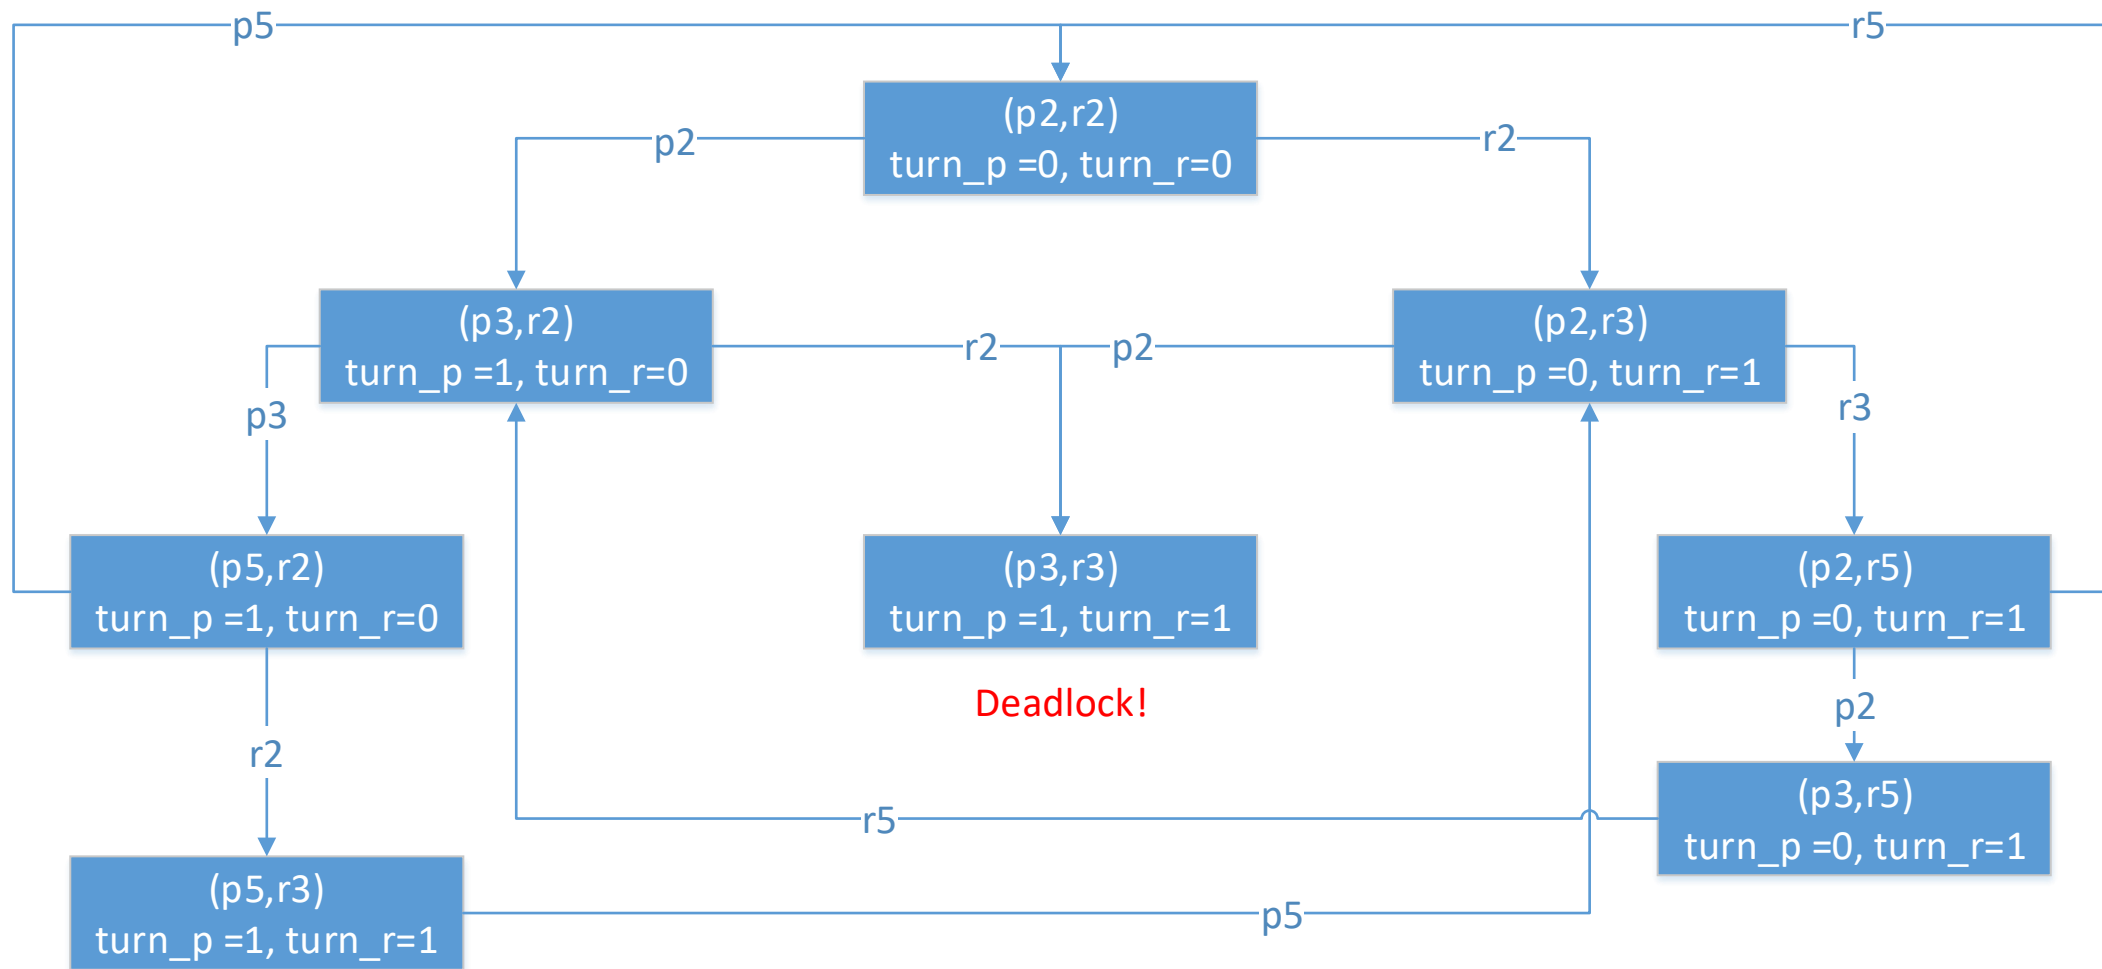 p5
r5
(p2,r2)
turn_p =0, turn_r=0
p2
r2
(p3,r2)
turn_p =1, turn_r=0
r2
p2
(p2,r3)
turn_p =0, turn_r=1
p3
r3
(p5,r2)
turn_p =1, turn_r=0
(p3,r3)
turn_p =1, turn_r=1
(p2,r5)
turn_p =0, turn_r=1
Deadlock!
p2
r2
(p3,r5)
turn_p =0, turn_r=1
r5
(p5,r3)
turn_p =1, turn_r=1
p5